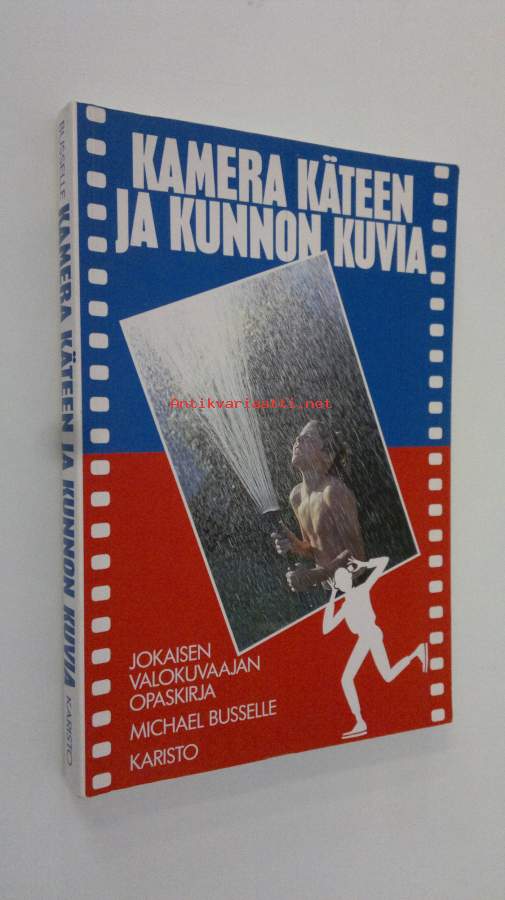 BUSSELLE KAMERA KÄTEEN JA KUNNON KUVIA KARISTO
KAMERA KÄTEEN
JA KUNNON KUVIA
Antikvariaatti.net
JOKAISEN
VALOKUVAAJAN
OPASKIRJA
MICHAEL BUSSELLE
KARISTO